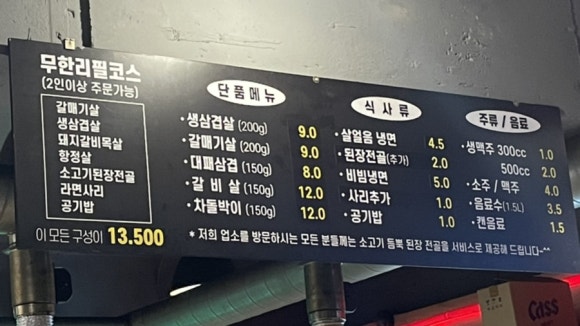 무한리필코스
(2인이상 주문가능)
갈매기살
생삼겹살
돼지갈비목살
항정살
소고기된장전골
라면사리
공기밥
이 모든 구성이 13.500
단품메뉴
·생삼겹살 (200g) 9.0
·갈매기살 (200g) 9.0
·대패삼겹 (150g) 8.0
·갈비살 (150g) 12.0
·차돌박이 (150g) 12.0
식사류
·살얼음 냉면 4.5
·된장전골(추가) 2.0
·비빔냉면 5.0
·사리추가 1.0
·공기밥 1.0
주류 / 음료
·생맥주 300cc 1.0
500cc 2.0
·소주 / 맥주 4.0
·음료수(1.5L) 3.5
·캔음료 1.5
* 저희 업소를 방문하시는 모든 분들께는 소고기 듬뿍 된장 전골을 서비스로 제공해 드립니다~^^
Cass